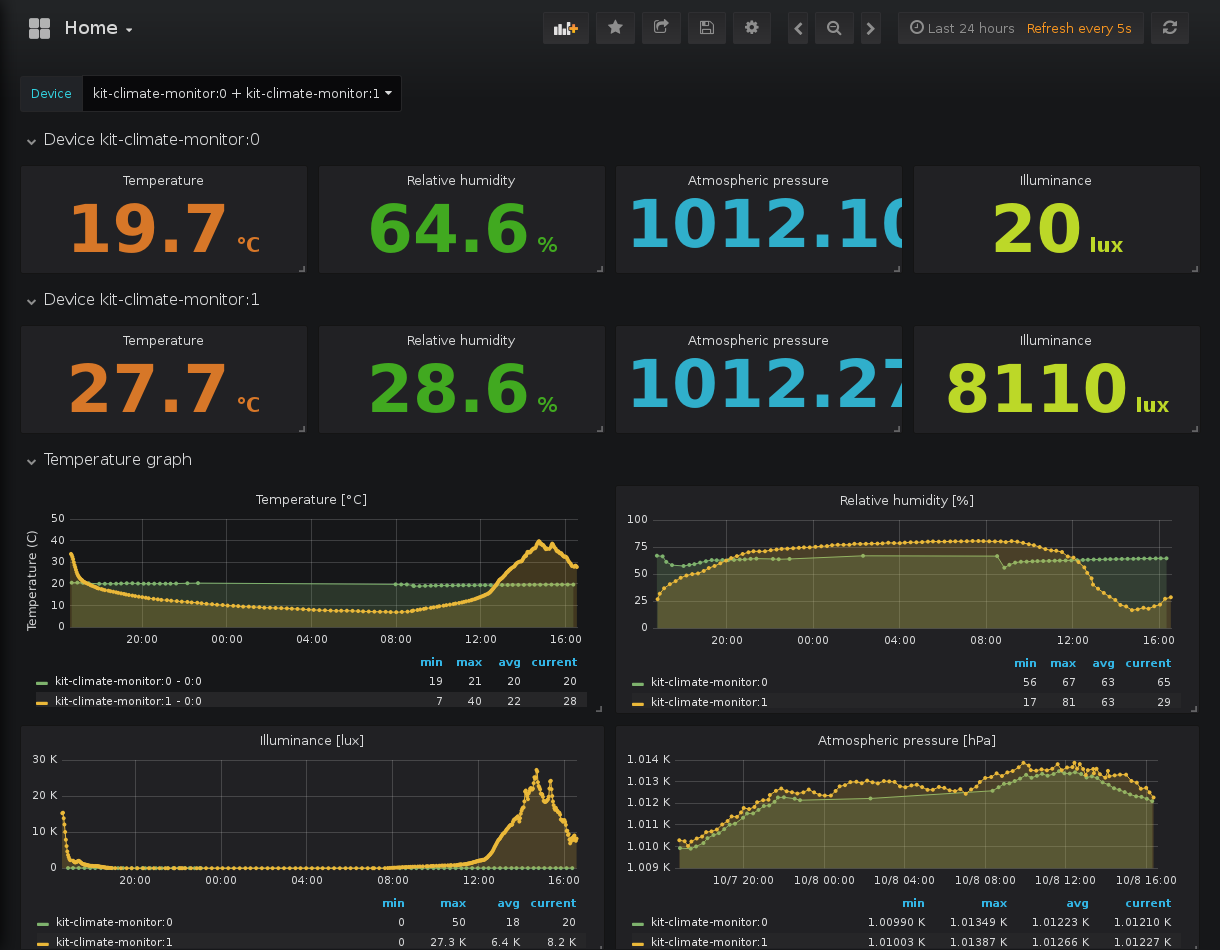 Home
Last 24 hours Refresh every 5s
Device kit-climate-monitor:0 + kit-climate-monitor:1
Device kit-climate-monitor:0
Temperature Relative humidity Atmospheric pressure Illuminance
19.7 °C 64.6 % 1012.10 20 lux
Device kit-climate-monitor:1
Temperature Relative humidity Atmospheric pressure Illuminance
27.7 °C 28.6 % 1012.27 8110 lux
Temperature graph
Temperature [°C]
Temperature (C)
50
40
30
20
10
0
20:00 00:00 04:00 08:00 12:00 16:00
min max avg current
kit-climate-monitor:0 - 0:0 19 21 20 20
kit-climate-monitor:1 - 0:0 7 40 22 28
Relative humidity [%]
100
75
50
25
0
20:00 00:00 04:00 08:00 12:00 16:00
min max avg current
kit-climate-monitor:0 56 67 63 65
kit-climate-monitor:1 17 81 63 29
Illuminance [lux]
30 K
20 K
10 K
0
20:00 00:00 04:00 08:00 12:00 16:00
min max avg current
kit-climate-monitor:0 0 50 18 20
kit-climate-monitor:1 0 27.3 K 6.4 K 8.2 K
Atmospheric pressure [hPa]
1.014 K
1.013 K
1.012 K
1.011 K
1.010 K
1.009 K
10/7 20:00 10/8 00:00 10/8 04:00 10/8 08:00 10/8 12:00 10/8 16:00
min max avg current
kit-climate-monitor:0 1.00990 K 1.01349 K 1.01223 K 1.01210 K
kit-climate-monitor:1 1.01003 K 1.01387 K 1.01266 K 1.01227 K